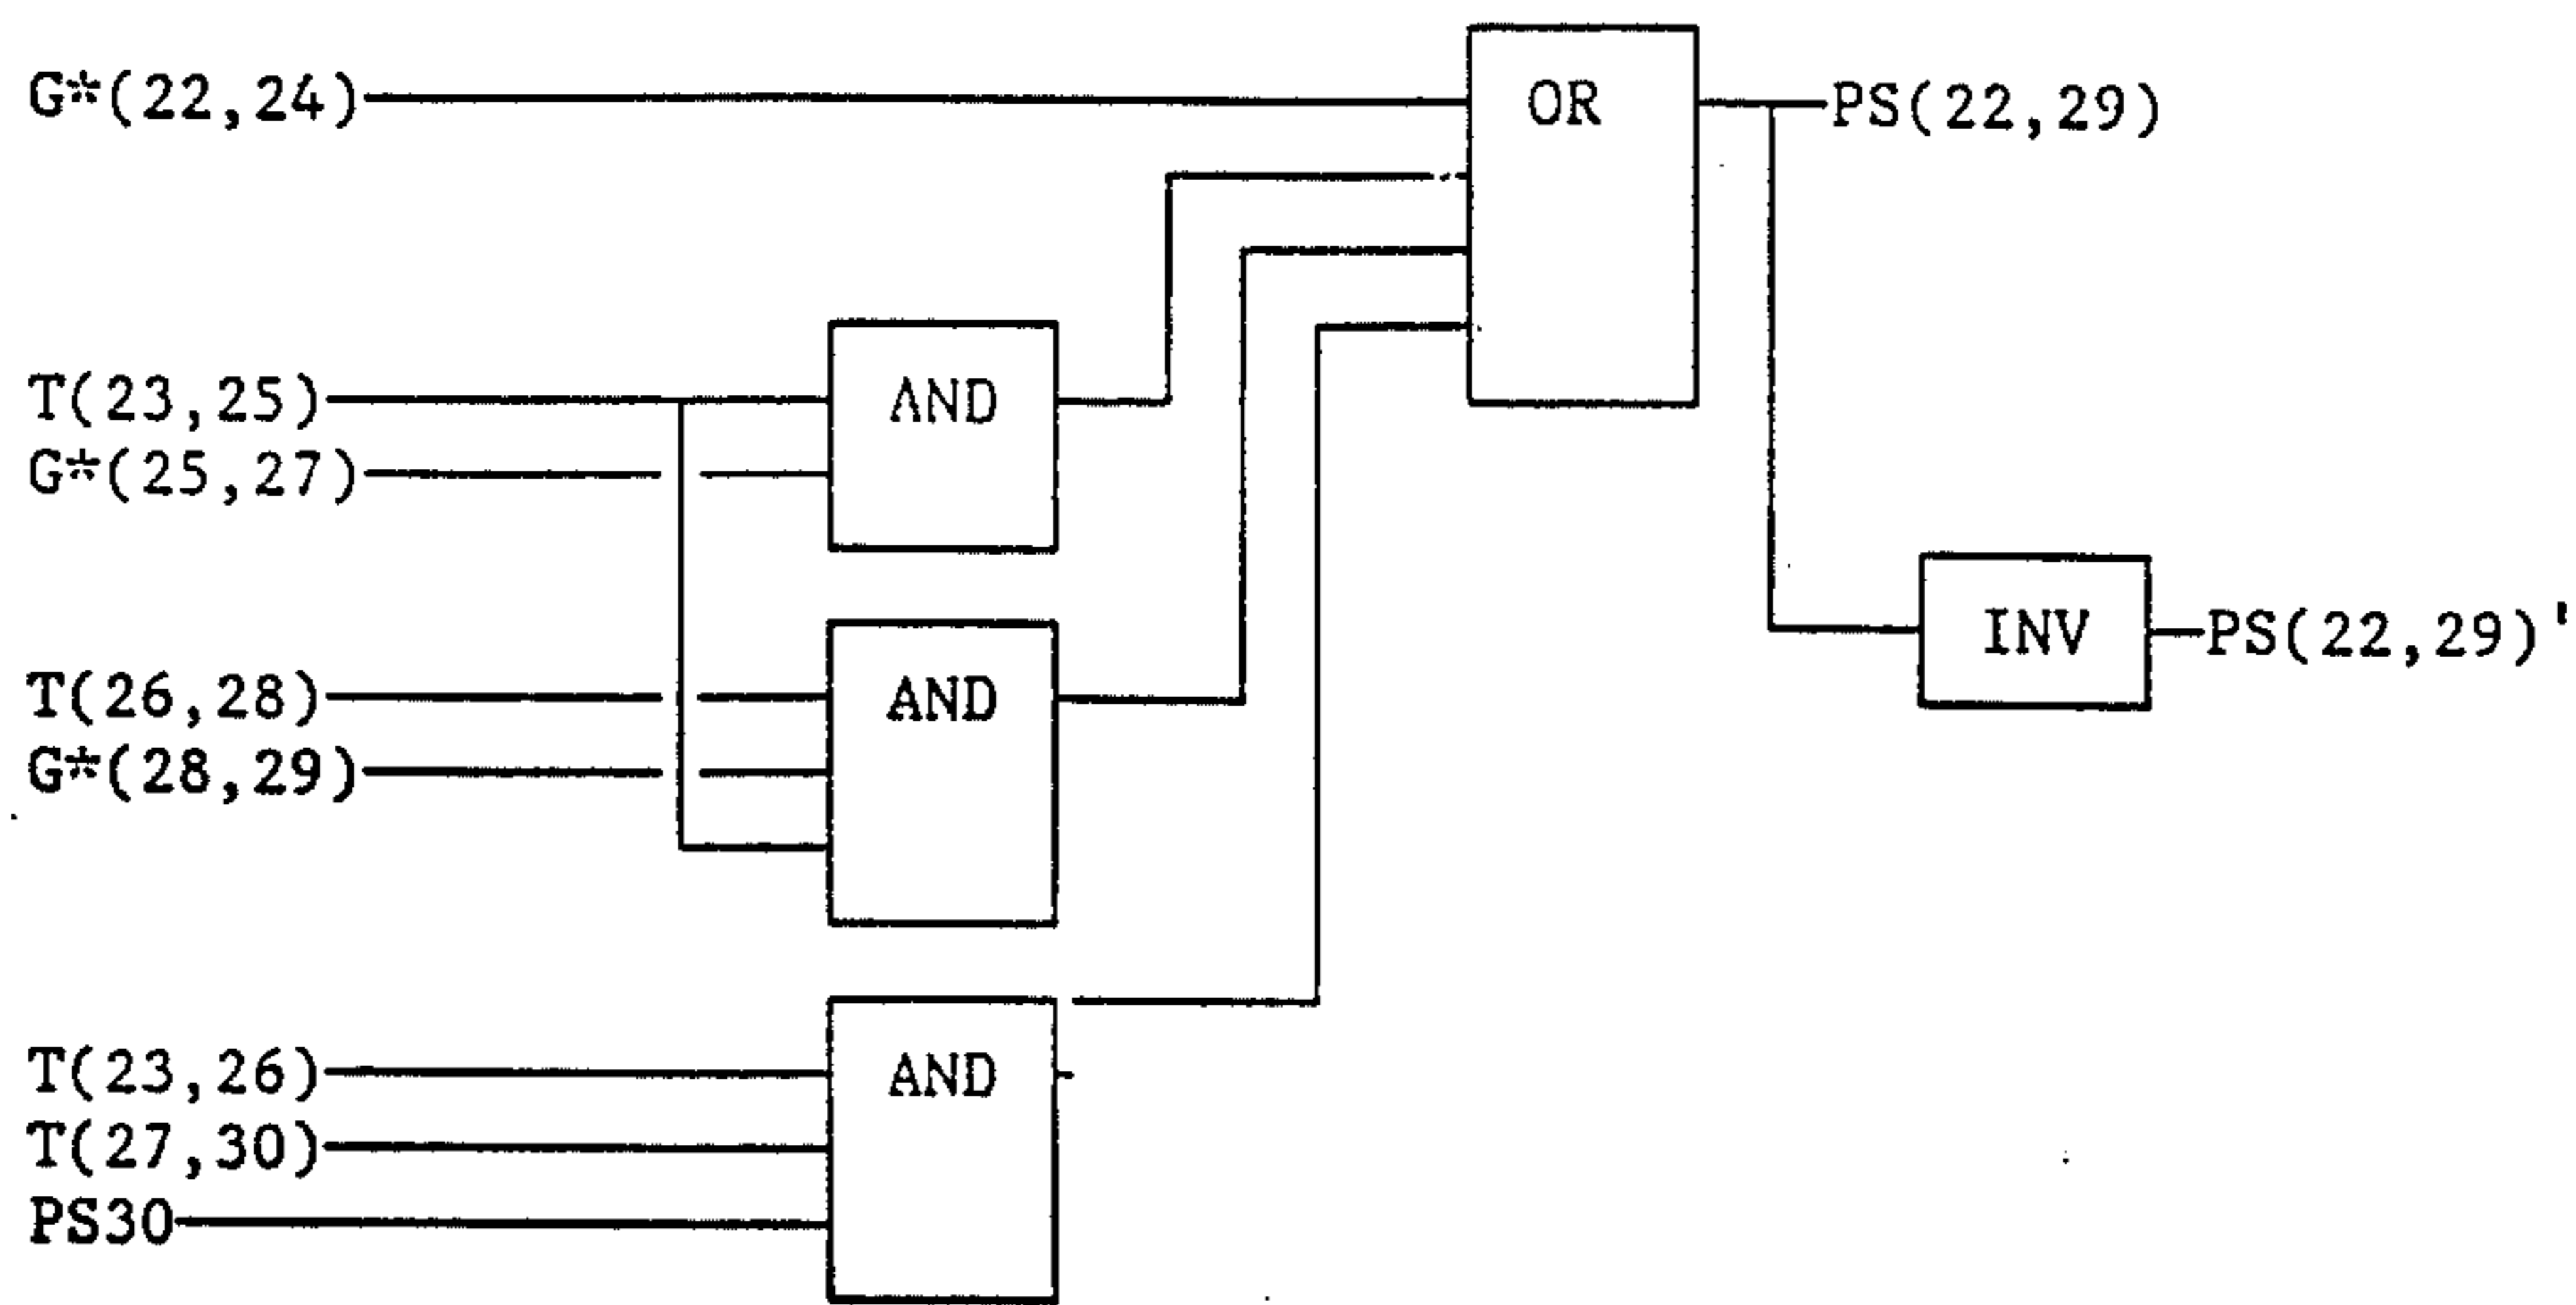 G*(22,24)
OR
PS(22,29)
T(23,25)
AND
G*(25,27)
INV
PS(22,29)'
T(26,28)
AND
G*(28,29)
T(23,26)
AND
T(27,30)
PS30